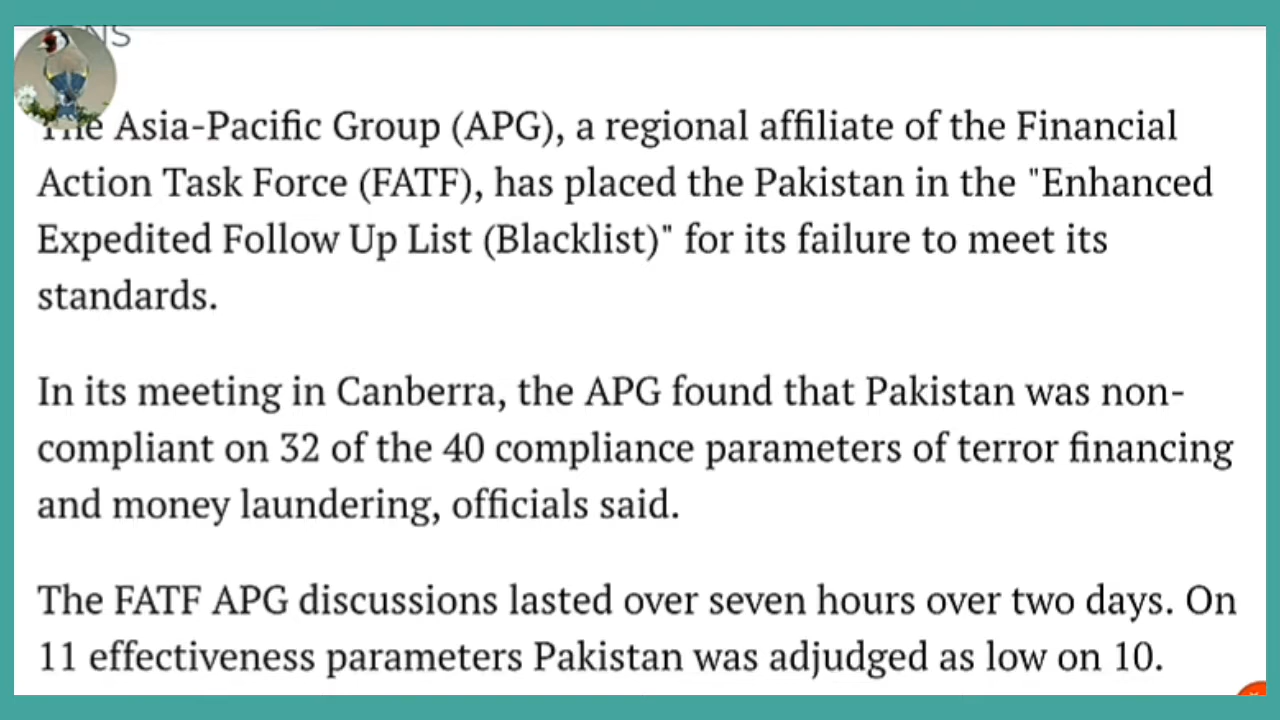 NS
The Asia-Pacific Group (APG), a regional affiliate of the Financial
Action Task Force (FATF), has placed the Pakistan in the "Enhanced
Expedited Follow Up List (Blacklist)" for its failure to meet its
standards.
In its meeting in Canberra, the APG found that Pakistan was non-
compliant on 32 of the 40 compliance parameters of terror financing
and money laundering, officials said.
The FATF APG discussions lasted over seven hours over two days. On
11 effectiveness parameters Pakistan was adjudged as low on 10.